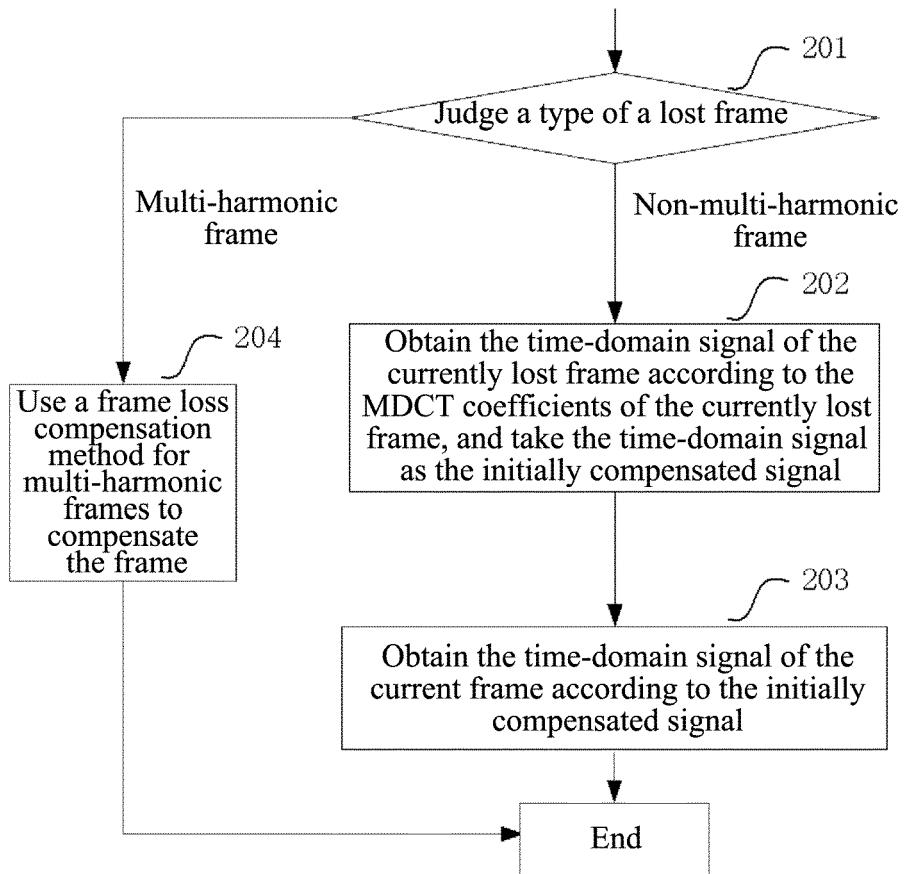 201
Judge a type of a lost frame
Multi-harmonic
frame
Non-multi-harmonic
frame
202
Obtain the time-domain signal of the
currently lost frame according to the
MDCT coefficients of the currently lost
frame, and take the time-domain signal
as the initially compensated signal
204
Use a frame loss
compensation
method for
multi-harmonic
frames to
compensate
the frame
203
Obtain the time-domain signal of the
current frame according to the initially
compensated signal
End